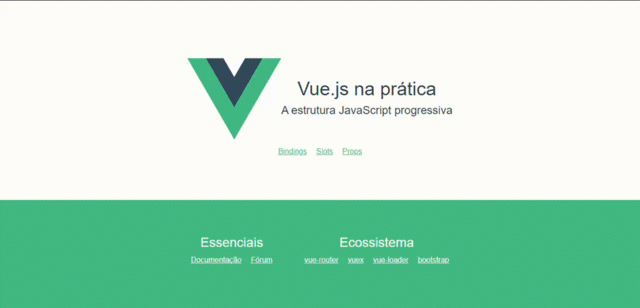 Vue.js na prática
A estrutura JavaScript progressiva
Bindings Slots Props
Essenciais
Documentação Fórum
Ecossistema
vue-router vuex vue-loader bootstrap